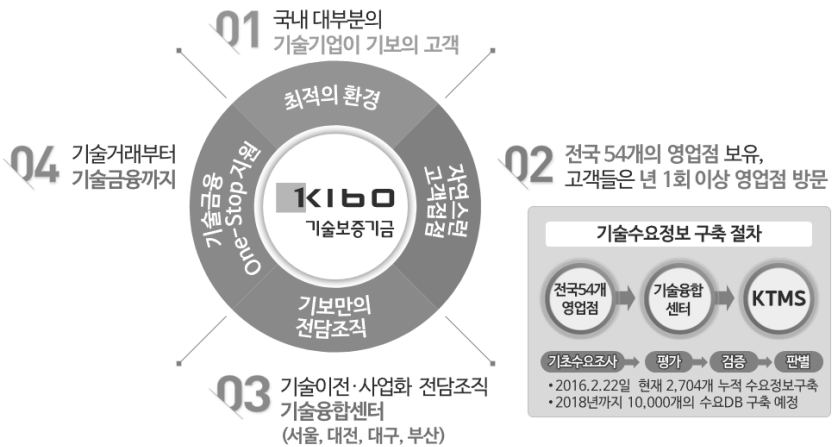 01 국내 대부분의
기술기업이 기보의 고객
최적의 환경
04 기술거래부터
기술금융까지
기술금융
One-Stop 지원
1KIBO
기술보증기금
자연스런
고객접점
기보만의
전담조직
02 전국 54개의 영업점 보유,
고객들은 년 1회 이상 영업점 방문
기술수요정보 구축 절차
전국54개
영업점
기술융합
센터
KTMS
기초수요조사 평가 검증 판별
•2016.2.22일 현재 2,704개 누적 수요정보구축
•2018년까지 10,000개의 수요DB 구축 예정
03 기술이전·사업화 전담조직
기술융합센터
(서울, 대전, 대구, 부산)